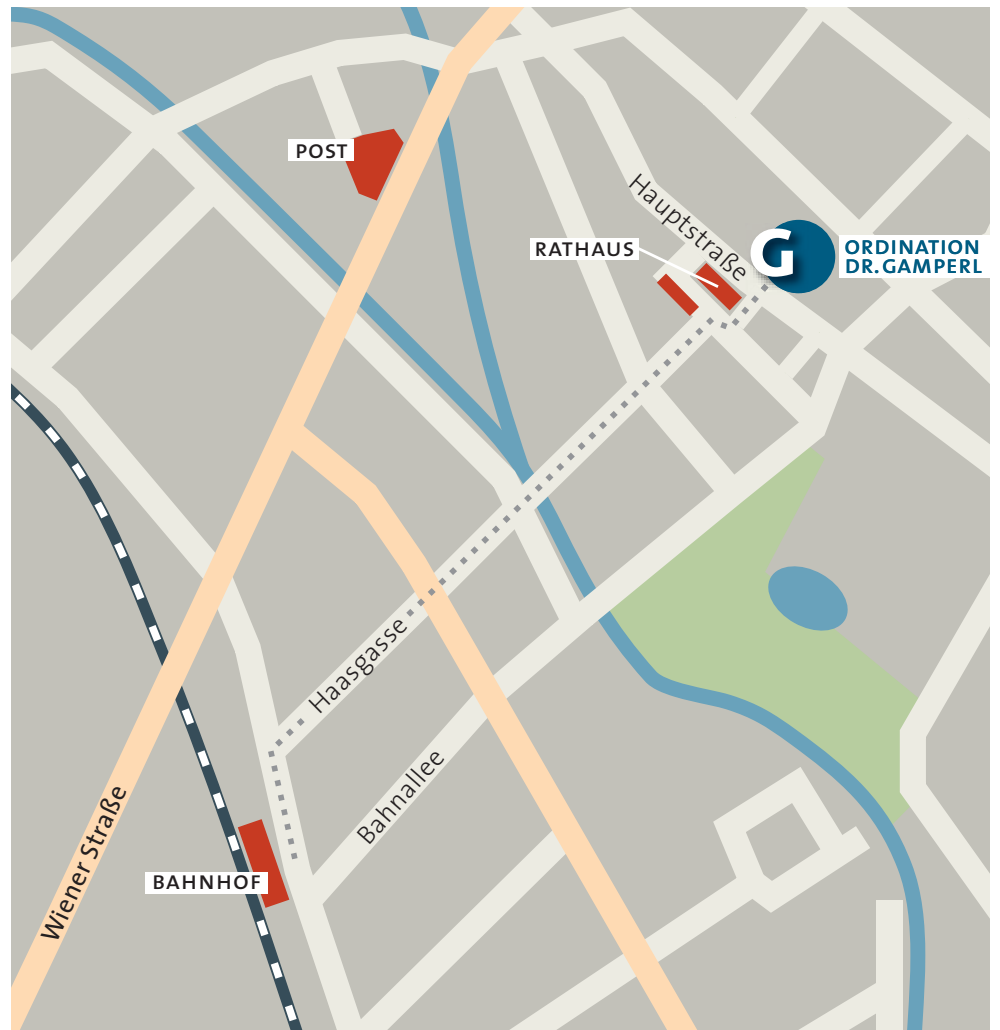 POST
Hauptstraße
RATHAUS
G
ORDINATION
DR.GAMPERL
Haasgasse
Bahnallee
Wiener Straße
BAHNHOF